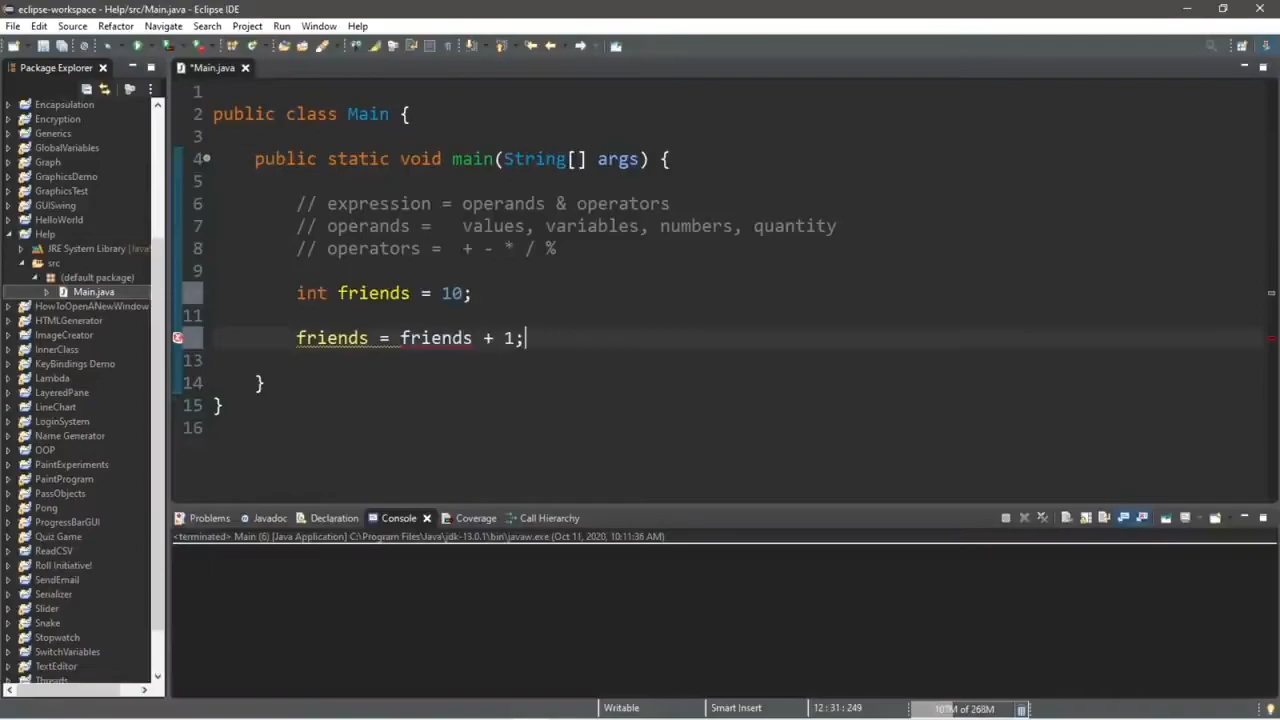 eclipse-workspace - Help/src/Main.java - Eclipse IDE
File Edit Source Refactor Navigate Search Project Run Window Help
Package Explorer
*Main.java
Encapsulation
Encryption
Generics
GlobalVariables
Graph
GraphicsDemo
GraphicsTest
GUISwing
HelloWorld
Help
JRE System Library [Java
src
(default package)
Main.java
HowToOpenANewWindow
HTMLGenerator
ImageCreator
InnerClass
KeyBindings Demo
Lambda
LayeredPane
LineChart
LoginSystem
Name Generator
OOP
PaintExperiments
PaintProgram
PassObjects
Pong
ProgressBarGUI
Quiz Game
ReadCSV
Roll Initiative!
SendEmail
Serializer
Slider
Snake
Stopwatch
SwitchVariables
TextEditor
Threads
1
2 public class Main {
3
4 public static void main(String[] args) {
5
6 // expression = operands & operators
7 // operands = values, variables, numbers, quantity
8 // operators = + - * / %
9
int friends = 10;
11
friends = friends + 1;
13
14 }
15 }
16
Problems Javadoc Declaration Console Coverage Call Hierarchy
<terminated> Main (6) [Java Application] C:\Program Files\Java\jdk-13.0.1\bin\javaw.exe (Oct 11, 2020, 10:11:36 AM)
Writable Smart Insert 12 : 31 : 249 107M of 268M